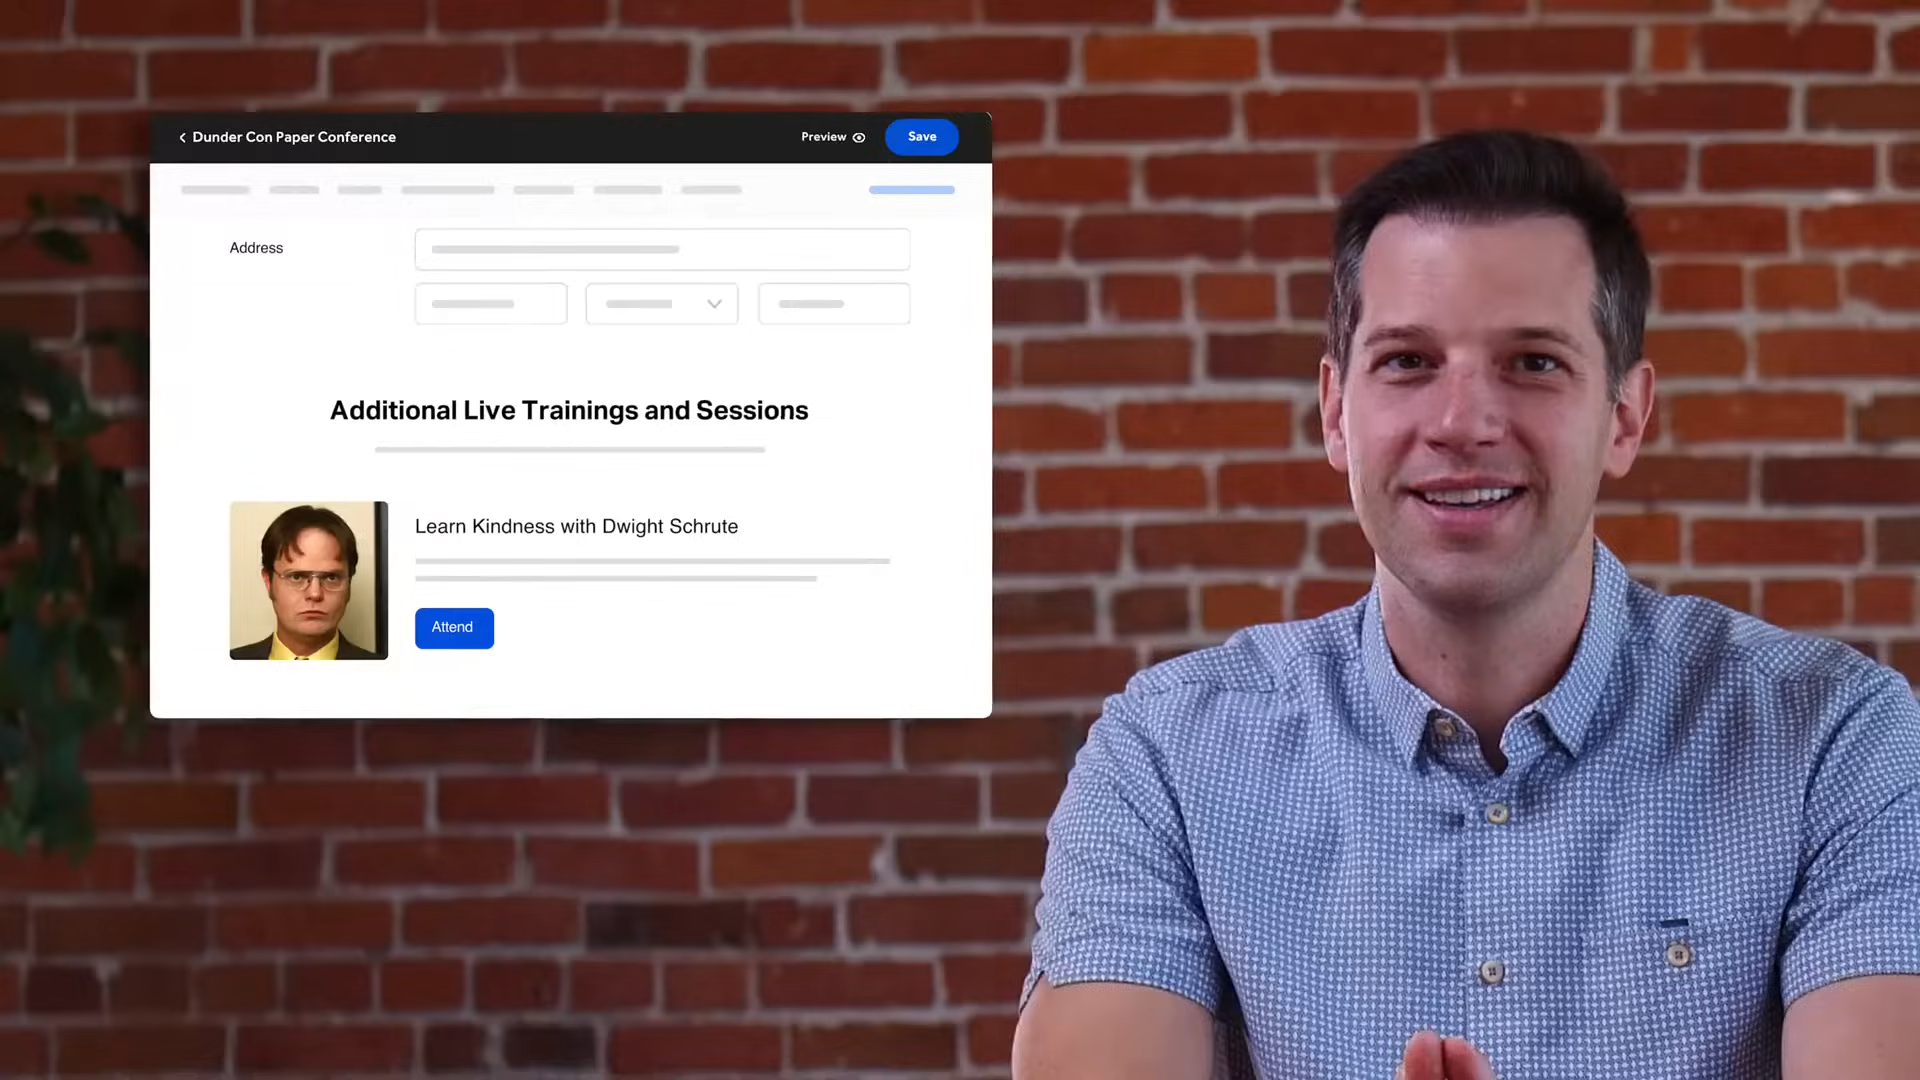 Dunder Con Paper Conference
Preview
Save
Address
Additional Live Trainings and Sessions
Learn Kindness with Dwight Schrute
Attend